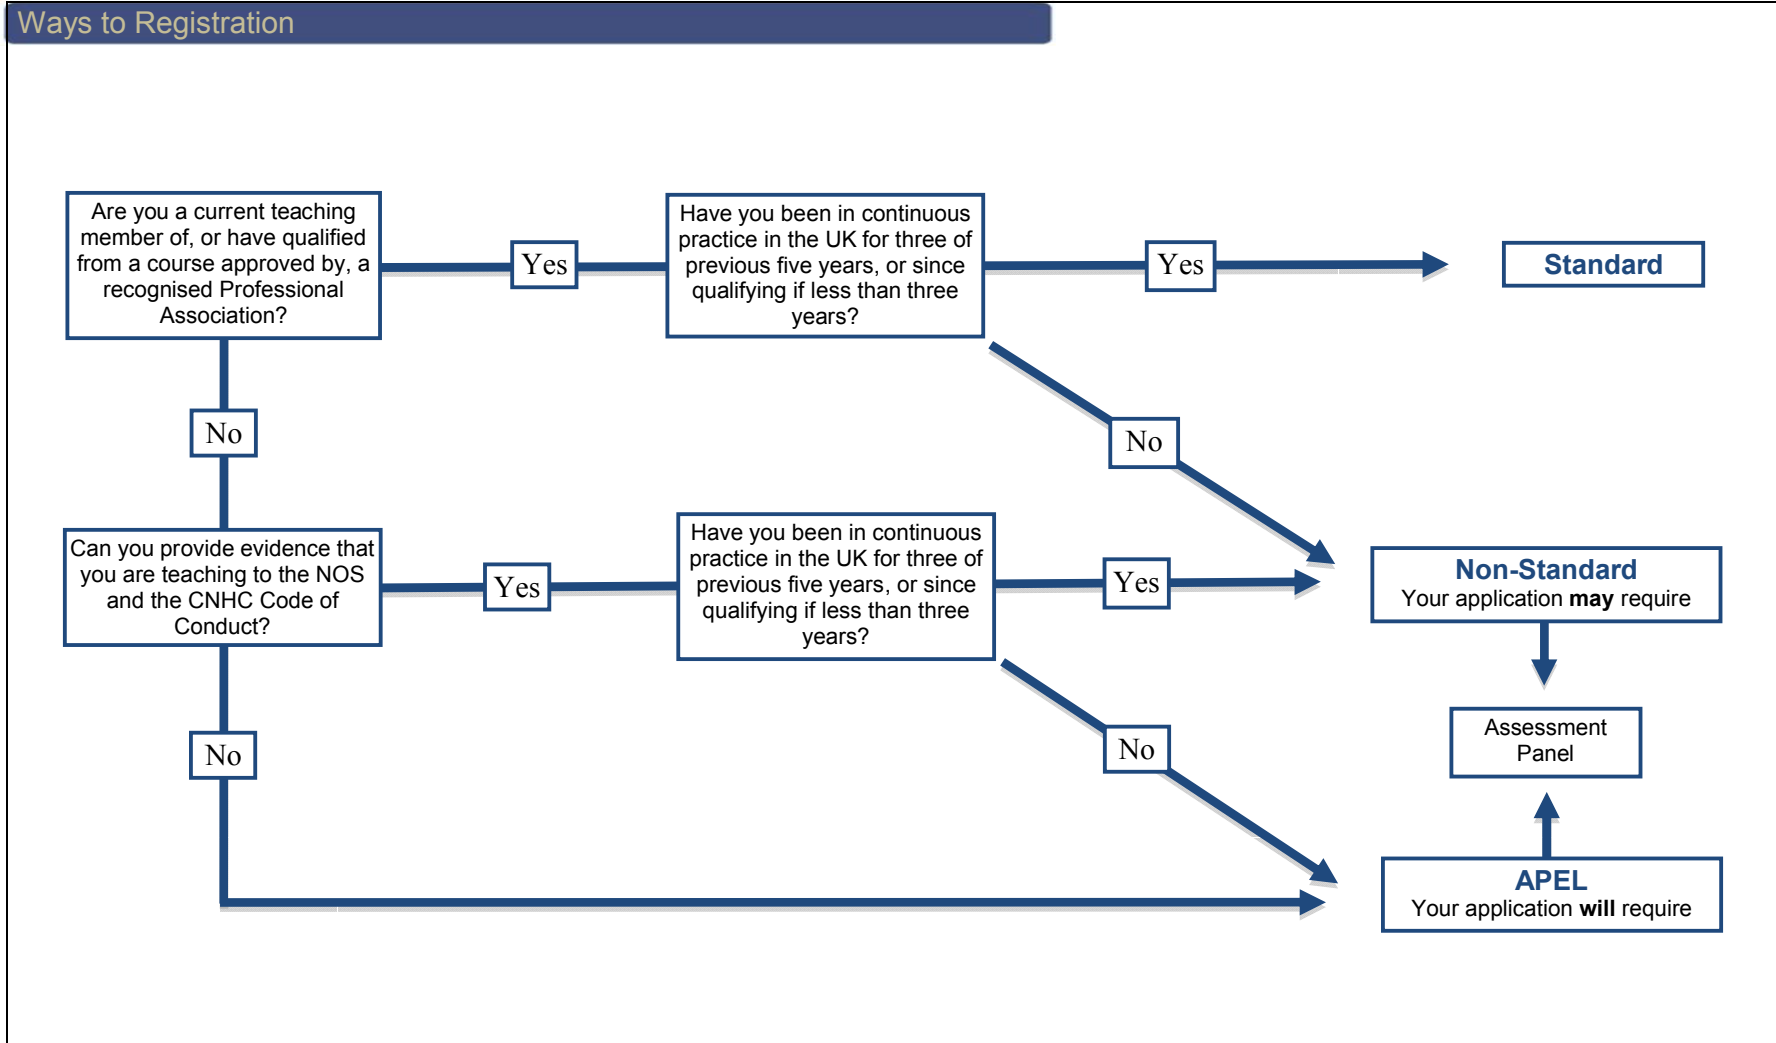 Ways to Registration
Are you a current teaching
member of, or have qualified
from a course approved by, a
recognised Professional
Association?
Yes
Have you been in continuous
practice in the UK for three of
previous five years, or since
qualifying if less than three
years?
Yes
Standard
No
No
Can you provide evidence that
you are teaching to the NOS
and the CNHC Code of
Conduct?
Yes
Have you been in continuous
practice in the UK for three of
previous five years, or since
qualifying if less than three
years?
Yes
Non-Standard
Your application may require
Assessment
Panel
No
No
APEL
Your application will require